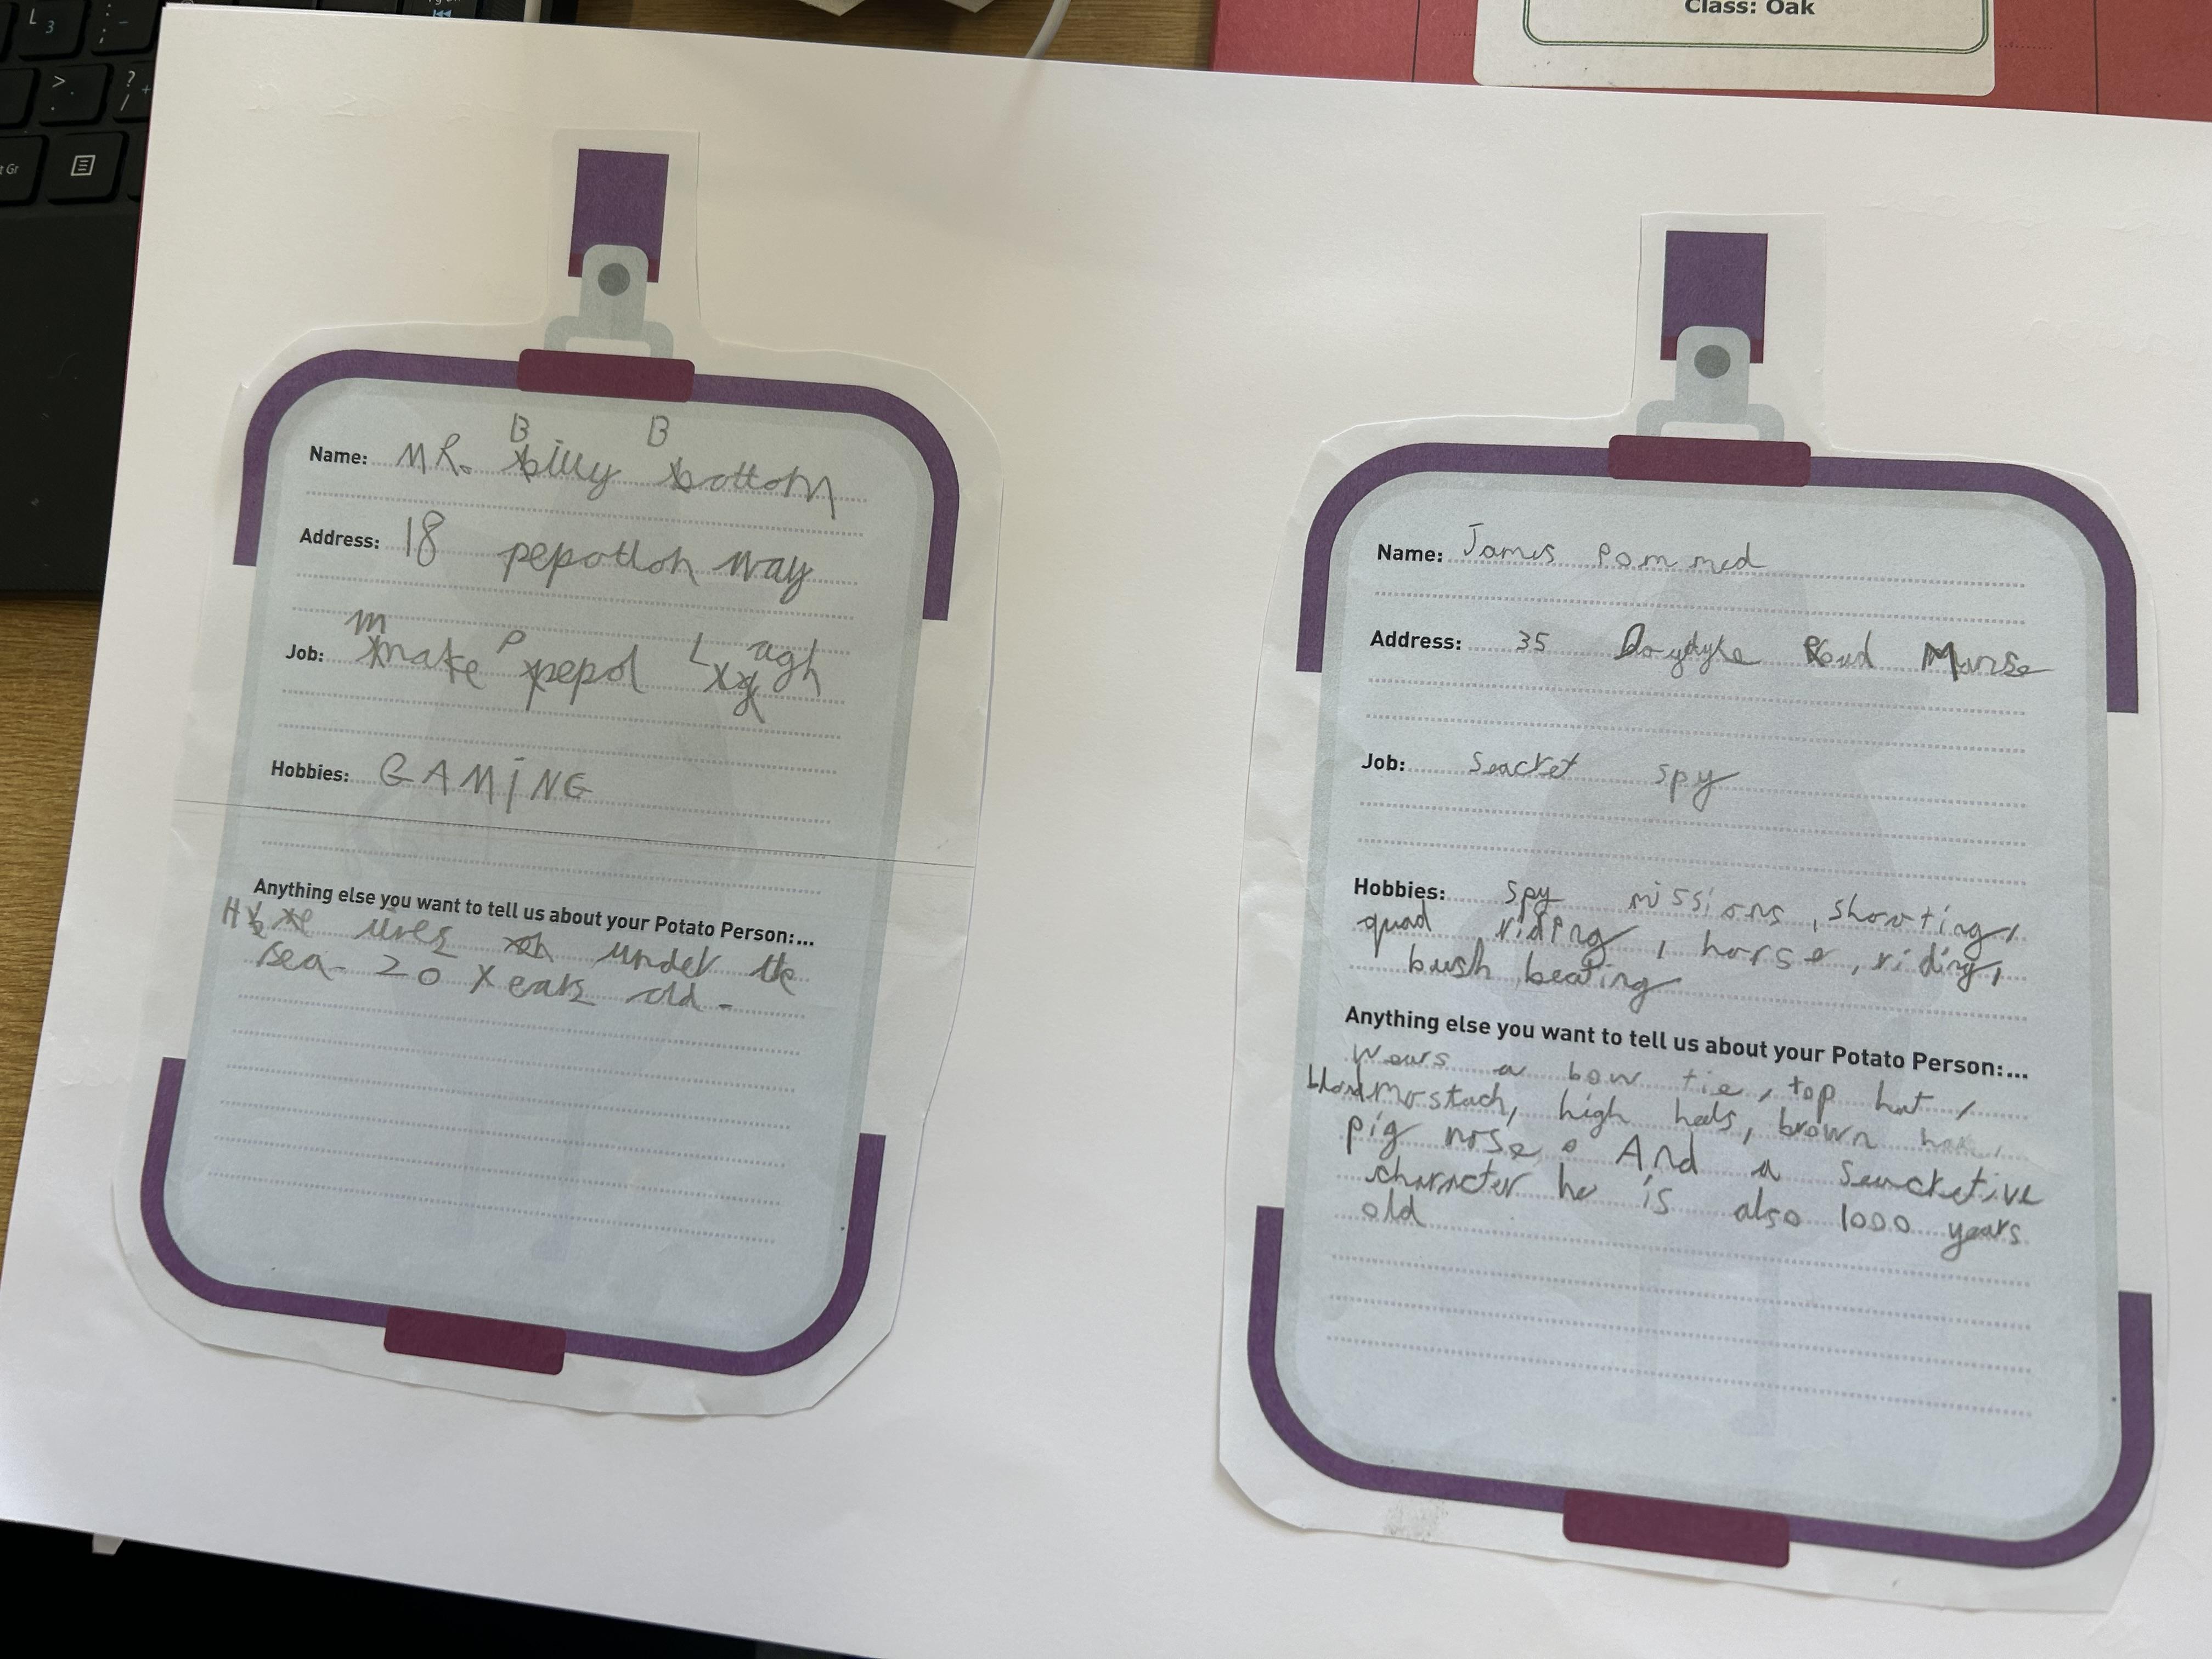 Class: Oak
Name: MR. Billy Bottom
Address: 18 pepotloh way
Job: make Pepol Lagh
Hobbies: GAMiNG
Anything else you want to tell us about your Potato Person:...
He lives under the
sea. 20 Years old.
Name: James Pommed
Address: 35 Road
Job: Seacret spy
Hobbies: spy missions, shooting,
quad riding, horse, riding,
bush beating
Anything else you want to tell us about your Potato Person:...
Wears a bow tie, top hat,
mostach, high heels, brown
pig nose. And a Seacketive
character he is also 1000 years
old